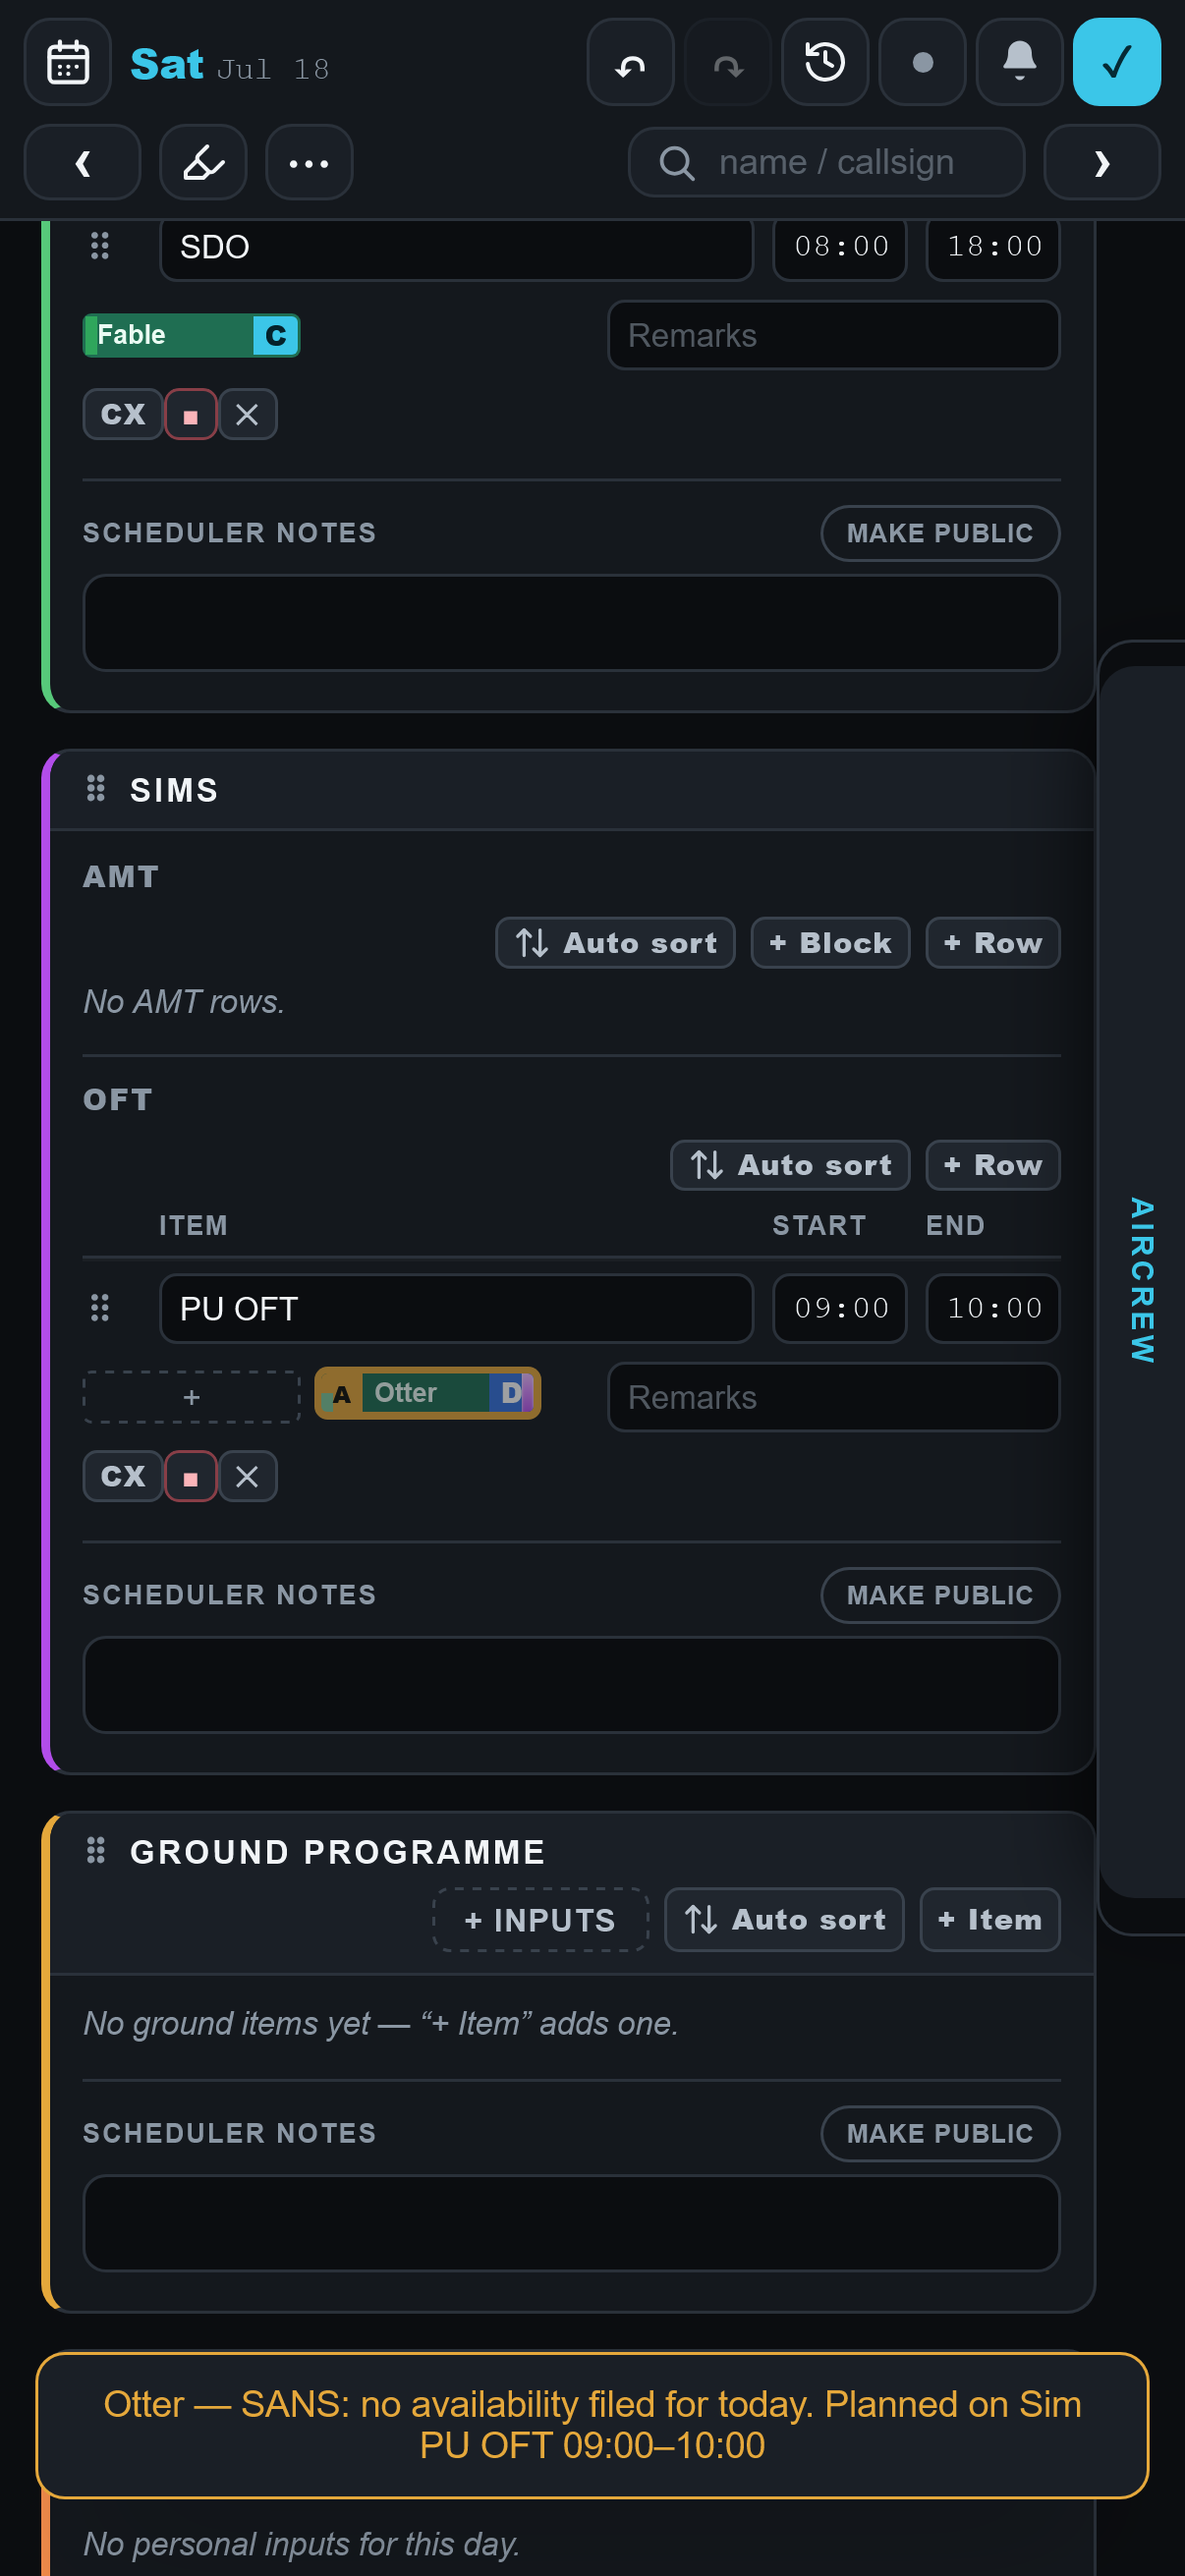 Sat Jul 18
name / callsign
SDO 08:00 18:00
Fable C Remarks
CX
SCHEDULER NOTES MAKE PUBLIC
SIMS
AMT
Auto sort + Block + Row
No AMT rows.
OFT
Auto sort + Row
ITEM START END
PU OFT 09:00 10:00
+ A Otter D Remarks
CX
SCHEDULER NOTES MAKE PUBLIC
AIRCREW
GROUND PROGRAMME
+ INPUTS Auto sort + Item
No ground items yet — “+ Item” adds one.
SCHEDULER NOTES MAKE PUBLIC
Otter — SANS: no availability filed for today. Planned on Sim
PU OFT 09:00–10:00
No personal inputs for this day.